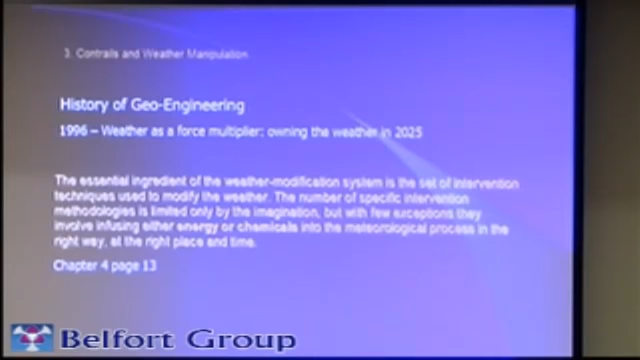 3. Contrails and Weather Manipulation
History of Geo-Engineering
1996 – Weather as a force multiplier: owning the weather in 2025
The essential ingredient of the weather-modification system is the set of intervention
techniques used to modify the weather. The number of specific intervention
methodologies is limited only by the imagination, but with few exceptions they
involve infusing either energy or chemicals into the meteorological process in the
right way, at the right place and time.
Chapter 4 page 13
Belfort Group